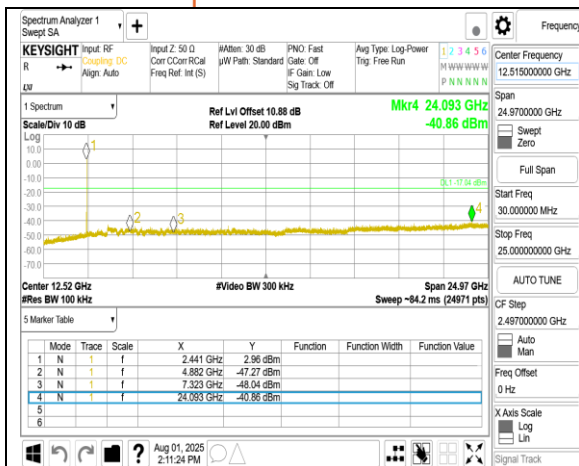 Spectrum Analyzer 1
Swept SA
+
Frequency
KEYSIGHT Input: RF Input Z: 50 Ω #Atten: 30 dB PNO: Fast Avg Type: Log-Power 1 2 3 4 5 6
R Coupling: DC Corr CCorr RCal µW Path: Standard Gate: Off Trig: Free Run M W W W W W
Align: Auto Freq Ref: Int (S) IF Gain: Low P N N N N N
LXI Sig Track: Off
1 Spectrum
Scale/Div 10 dB
Ref Lvl Offset 10.88 dB
Ref Level 20.00 dBm
Mkr4 24.093 GHz
-40.86 dBm
Log
10.0
0.00
-10.0
-20.0
-30.0
-40.0
-50.0
-60.0
-70.0
1
2
3
4
DL1 -17.04 dBm
Center 12.52 GHz #Video BW 300 kHz Span 24.97 GHz
#Res BW 100 kHz Sweep ~84.2 ms (24971 pts)
5 Marker Table
Mode Trace Scale X Y Function Function Width Function Value
1 N 1 f 2.441 GHz 2.96 dBm
2 N 1 f 4.882 GHz -47.27 dBm
3 N 1 f 7.323 GHz -48.04 dBm
4 N 1 f 24.093 GHz -40.86 dBm
5
6
Aug 01, 2025
2:11:24 PM
?
Center Frequency
12.515000000 GHz
Span
24.9700000 GHz
Swept
Zero
Full Span
Start Freq
30.000000 MHz
Stop Freq
25.000000000 GHz
AUTO TUNE
CF Step
2.497000000 GHz
Auto
Man
Freq Offset
0 Hz
X Axis Scale
Log
Lin
Signal Track